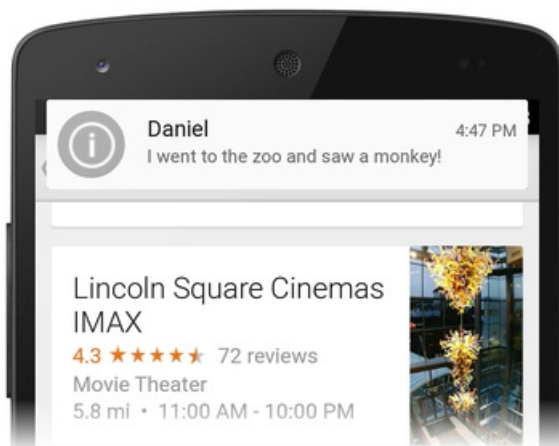 Daniel
4:47 PM
I went to the zoo and saw a monkey!
Lincoln Square Cinemas
IMAX
4.3 ★★★★★ 72 reviews
Movie Theater
5.8 mi • 11:00 AM - 10:00 PM